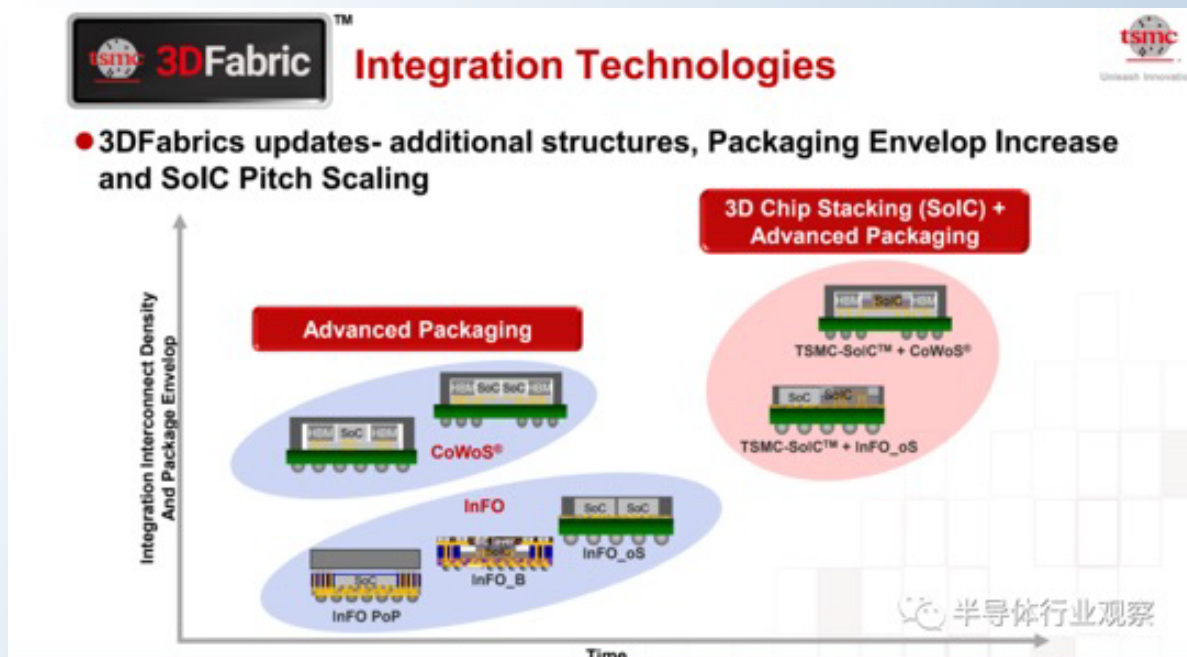 tsmc 3DFabric ™
Integration Technologies
tsmc
Unleash Innovation
●3DFabrics updates- additional structures, Packaging Envelop Increase
and SoIC Pitch Scaling
3D Chip Stacking (SoIC) +
Advanced Packaging
Advanced Packaging
Integration Interconnect Density
And Package Envelop
HBM SoIC HBM
TSMC-SoIC™ + CoWoS®
SoC SoIC
TSMC-SoIC™ + InFO_oS
HBM SoC SoC HBM
HBM SoC HBM
CoWoS®
InFO
SoC SoC
InFO_oS
SoC
InFO_B
SoC
InFO PoP
半导体行业观察
Time